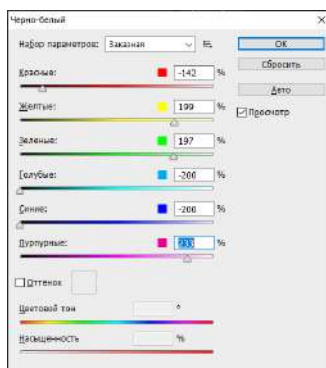 Черно-белый
Набор параметров: Заказная
OK
Сбросить
Авто
Просмотр
Красные: -142 %
Желтые: 199 %
Зеленые: 197 %
Голубые: -200 %
Синие: -200 %
Пурпурные: 233 %
Оттенок
Цветовой тон °
Насыщенность %